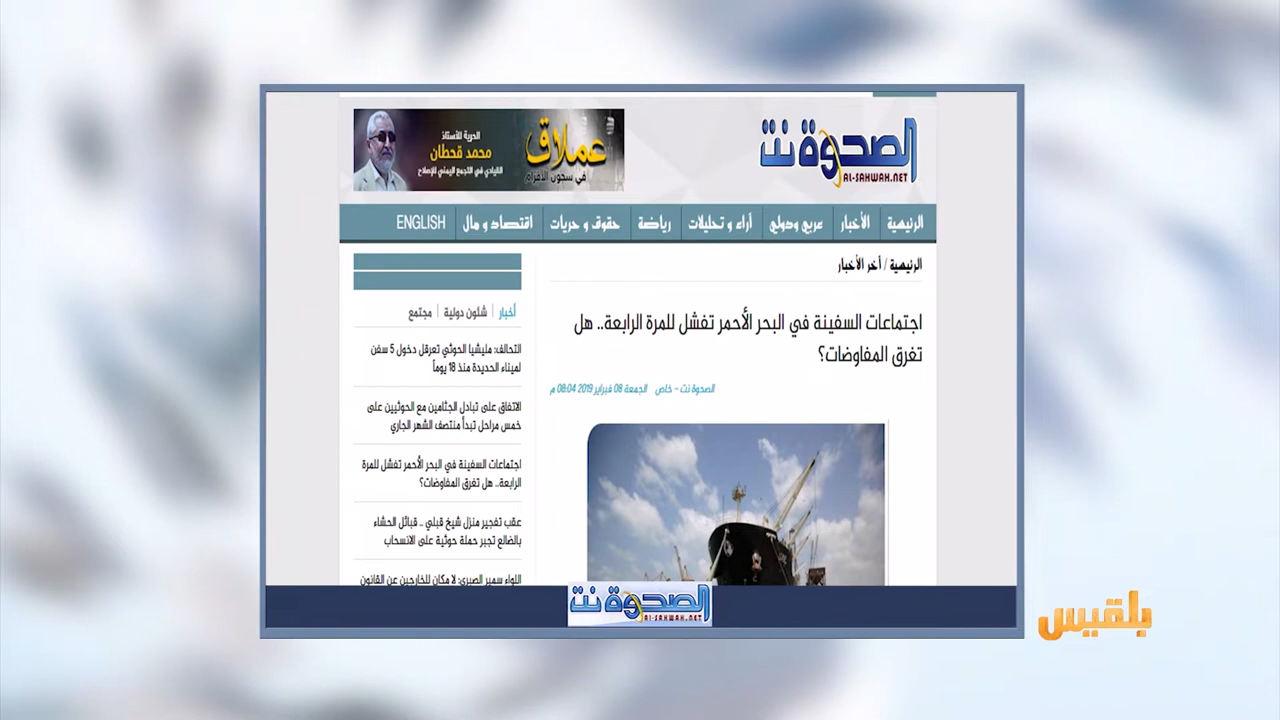 الصحوة نت
AL-SAHWAH.NET
عملاق
في سجون الأقزام
الحرية للأستاذ
محمد قحطان
القيادي في التجمع اليمني للإصلاح
الرئيسية الأخبار عربي ودولي آراء و تحليلات رياضة حقوق و حريات اقتصاد و مال ENGLISH
الرئيسية / أخر الأخبار
اجتماعات السفينة في البحر الأحمر تفشل للمرة الرابعة.. هل
تغرق المفاوضات؟
الصحوة نت - خاص الجمعة 08 فبراير 2019 08:04 م
أخبار شئون دولية مجتمع
التحالف: مليشيا الحوثي تعرقل دخول 5 سفن
لميناء الحديدة منذ 18 يوماً
الاتفاق على تبادل الجثامين مع الحوثيين على
خمس مراحل تبدأ منتصف الشهر الجاري
اجتماعات السفينة في البحر الأحمر تفشل للمرة
الرابعة.. هل تغرق المفاوضات؟
عقب تفجير منزل شيخ قبلي .. قبائل الحشاء
بالضالع تجبر حملة حوثية على الانسحاب
اللواء سمير الصبري: لا مكان للخارجين عن القانون
الصحوة نت
AL-SAHWAH.NET
بلقيس